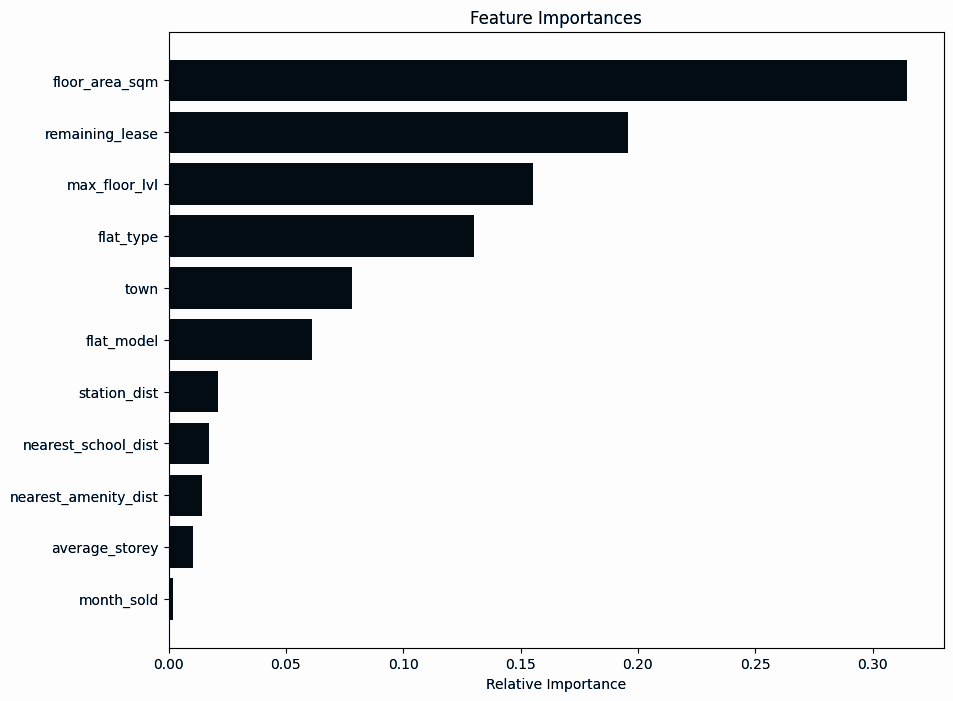 Feature Importances
floor_area_sqm
remaining_lease
max_floor_lvl
flat_type
town
flat_model
station_dist
nearest_school_dist
nearest_amenity_dist
average_storey
month_sold
0.00 0.05 0.10 0.15 0.20 0.25 0.30
Relative Importance